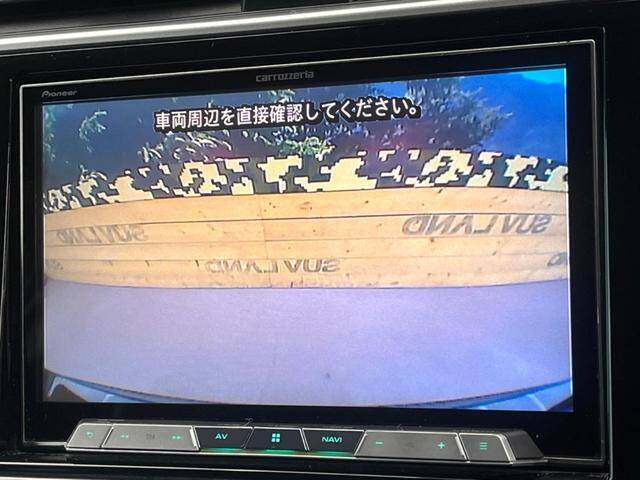 carrozzeria
Pioneer
車両周辺を直接確認してください。
SUVLAND
SUVLAND
SUVLAND
AV
NAVI
− +